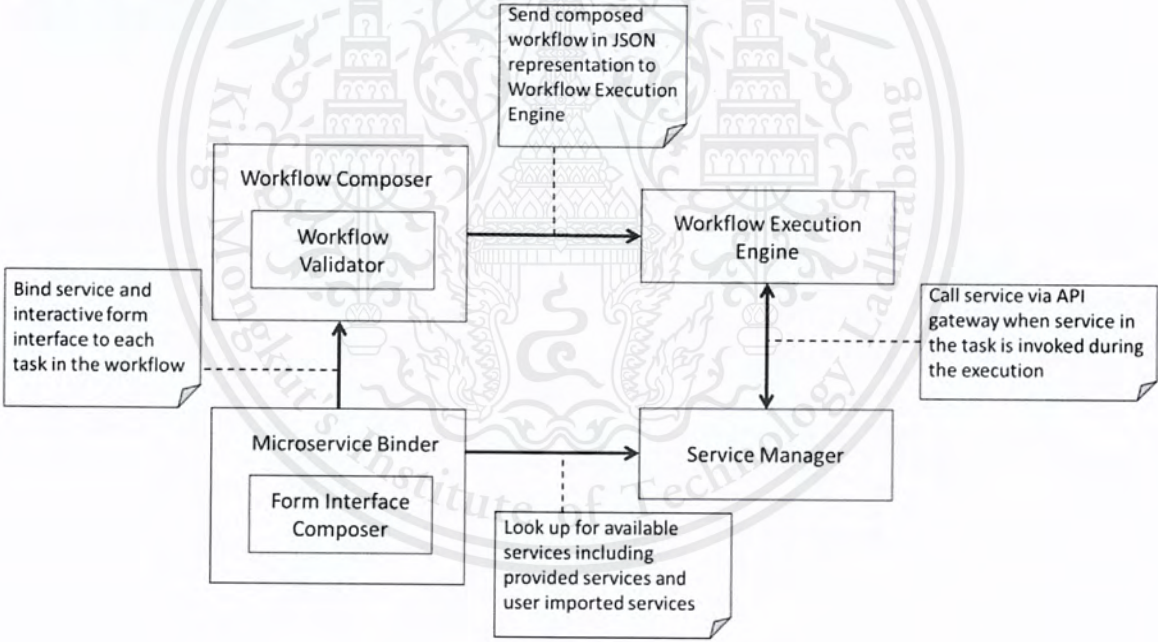 Send composed
workflow in JSON
representation to
Workflow Execution
Engine
Workflow Composer
Workflow
Validator
Workflow Execution
Engine
Bind service and
interactive form
interface to each
task in the workflow
Call service via API
gateway when service in
the task is invoked during
the execution
Microservice Binder
Form Interface
Composer
Service Manager
Look up for available
services including
provided services and
user imported services
King Mongkut's Institute of Technology Ladkrabang